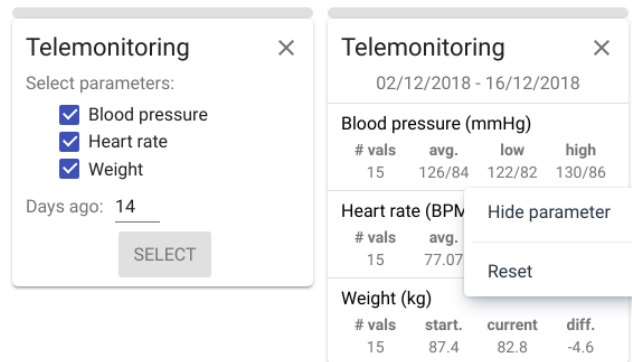 Telemonitoring
Select parameters:
Blood pressure
Heart rate
Weight
Days ago: 14
SELECT
Telemonitoring
02/12/2018 - 16/12/2018
Blood pressure (mmHg)
# vals avg. low high
15 126/84 122/82 130/86
Heart rate (BPM
# vals avg.
15 77.07
Hide parameter
Reset
Weight (kg)
# vals start. current diff.
15 87.4 82.8 -4.6